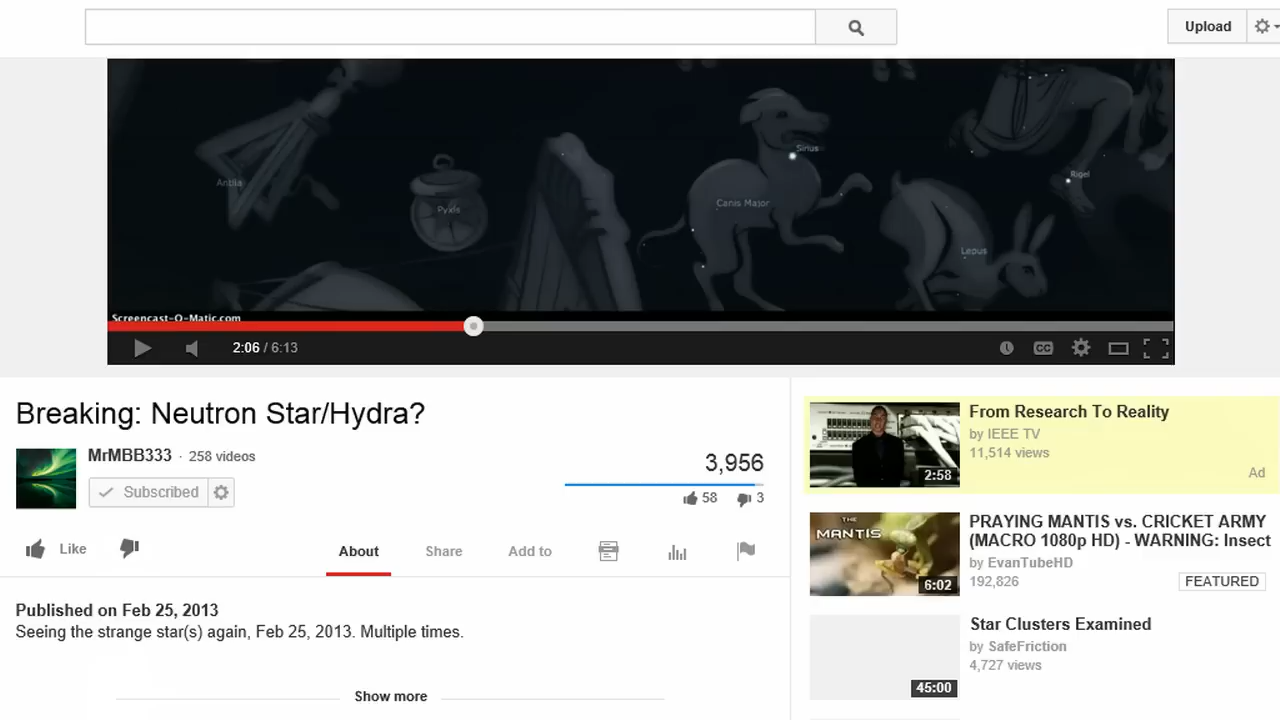 Upload
Sirius
Rigel
Antlia
Canis Major
Pyxis
Lepus
Screencast-O-Matic.com
2:06 / 6:13
CC
Breaking: Neutron Star/Hydra?
MrMBB333 · 258 videos
Subscribed
3,956
58
3
Like
About
Share
Add to
Published on Feb 25, 2013
Seeing the strange star(s) again, Feb 25, 2013. Multiple times.
Show more
2:58
From Research To Reality
by IEEE TV
11,514 views
Ad
THE
MANTIS
6:02
PRAYING MANTIS vs. CRICKET ARMY
(MACRO 1080p HD) - WARNING: Insect
by EvanTubeHD
192,826
FEATURED
45:00
Star Clusters Examined
by SafeFriction
4,727 views